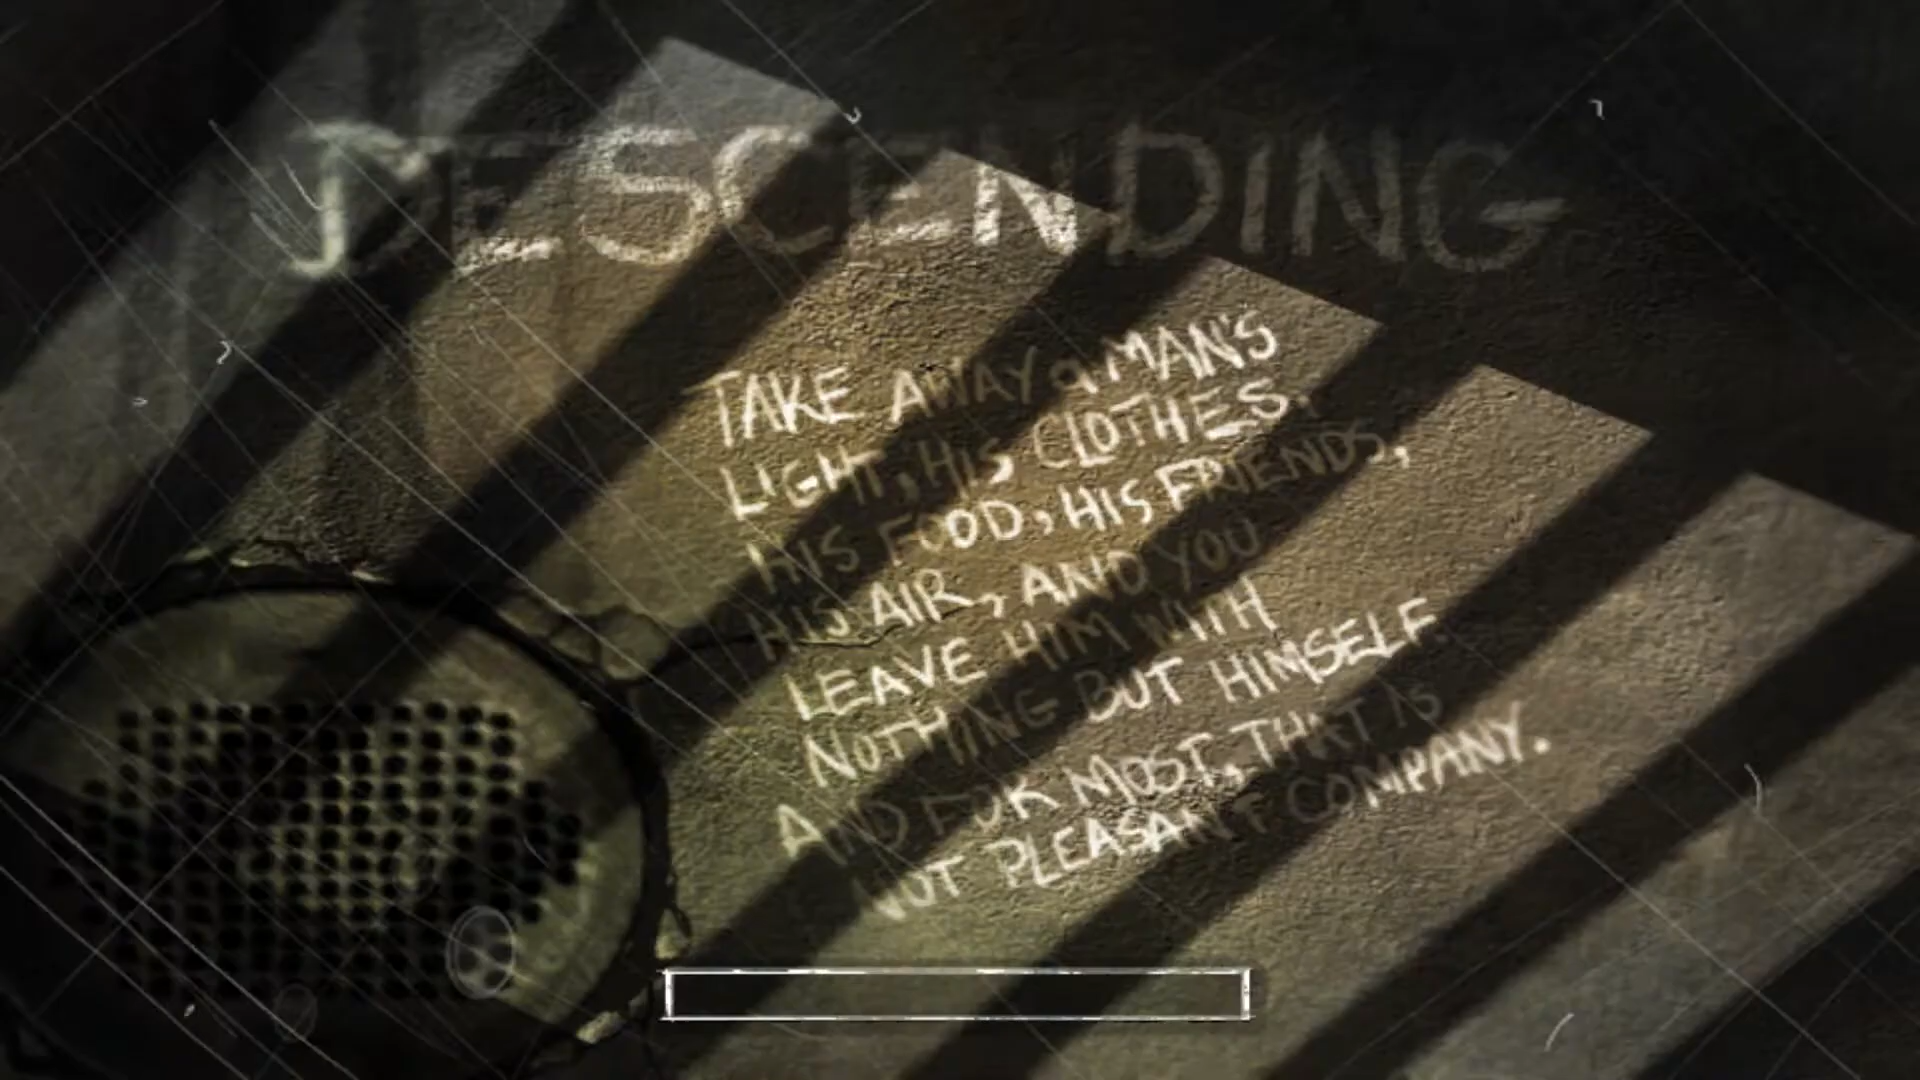 DESCENDING
TAKE AWAY a MAN'S
LIGHT, HIS CLOTHES,
HIS FOOD, HIS FRIENDS,
HIS AIR, AND YOU
LEAVE HIM WITH
NOTHING BUT HIMSELF.
AND FOR MOST, THAT IS
NOT PLEASANT COMPANY.